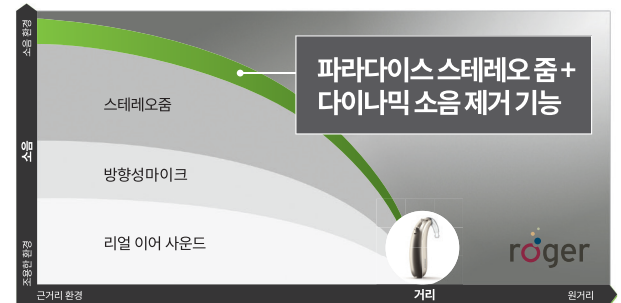 소음 환경
파라다이스 스테레오 줌 +
다이나믹 소음 제거 기능
스테레오줌
소음
방향성마이크
리얼 이어 사운드
roger
조용한 환경
근거리 환경
거리
원거리